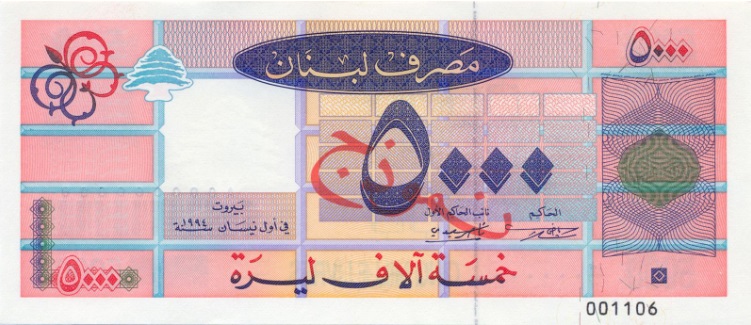 مصرف لبنان
٥٠٠٠
٥٠٠٠
نموذج
بيروت
في أول نيسان سنة ١٩٩٤
الحاكم
نائب الحاكم الأول
خمسة آلاف ليرة
٥٠٠٠
001106